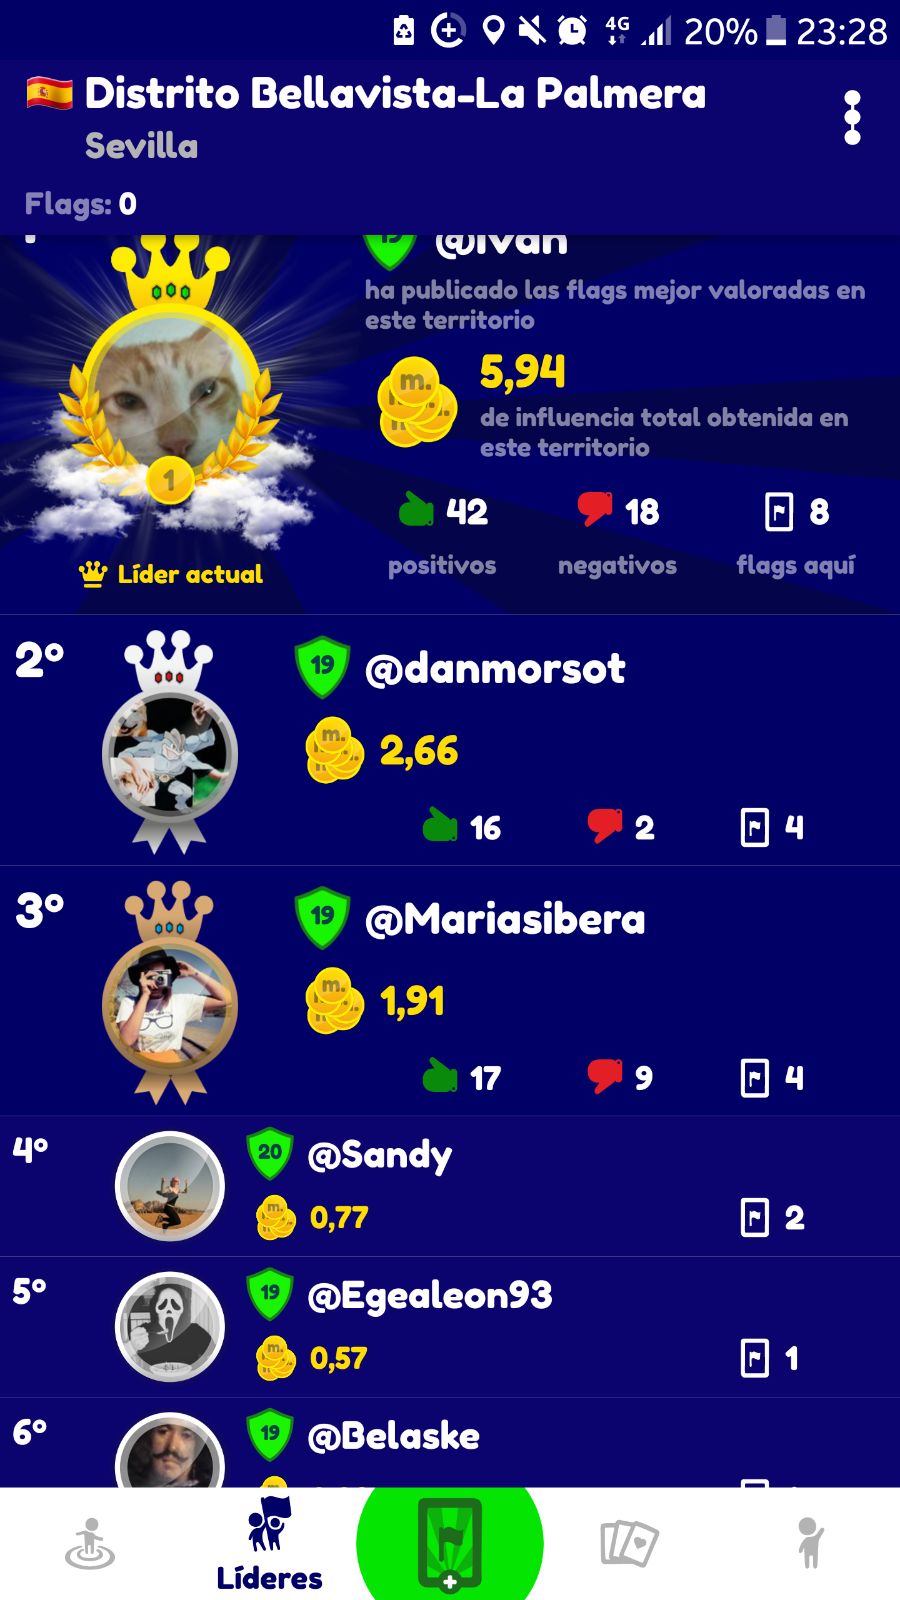 4G 20% 23:28
Distrito Bellavista-La Palmera
Sevilla
Flags: 0
@Ivan
ha publicado las flags mejor valoradas en
este territorio
m. 5,94
de influencia total obtenida en
este territorio
1
42 18 8
positivos negativos flags aquí
Líder actual
2º 19 @danmorsot
m. 2,66
16 2 4
3º 19 @Mariasibera
m. 1,91
17 9 4
4º 20 @Sandy
m. 0,77 2
5º 19 @Egealeon93
m. 0,57 1
6º 19 @Belaske
Líderes